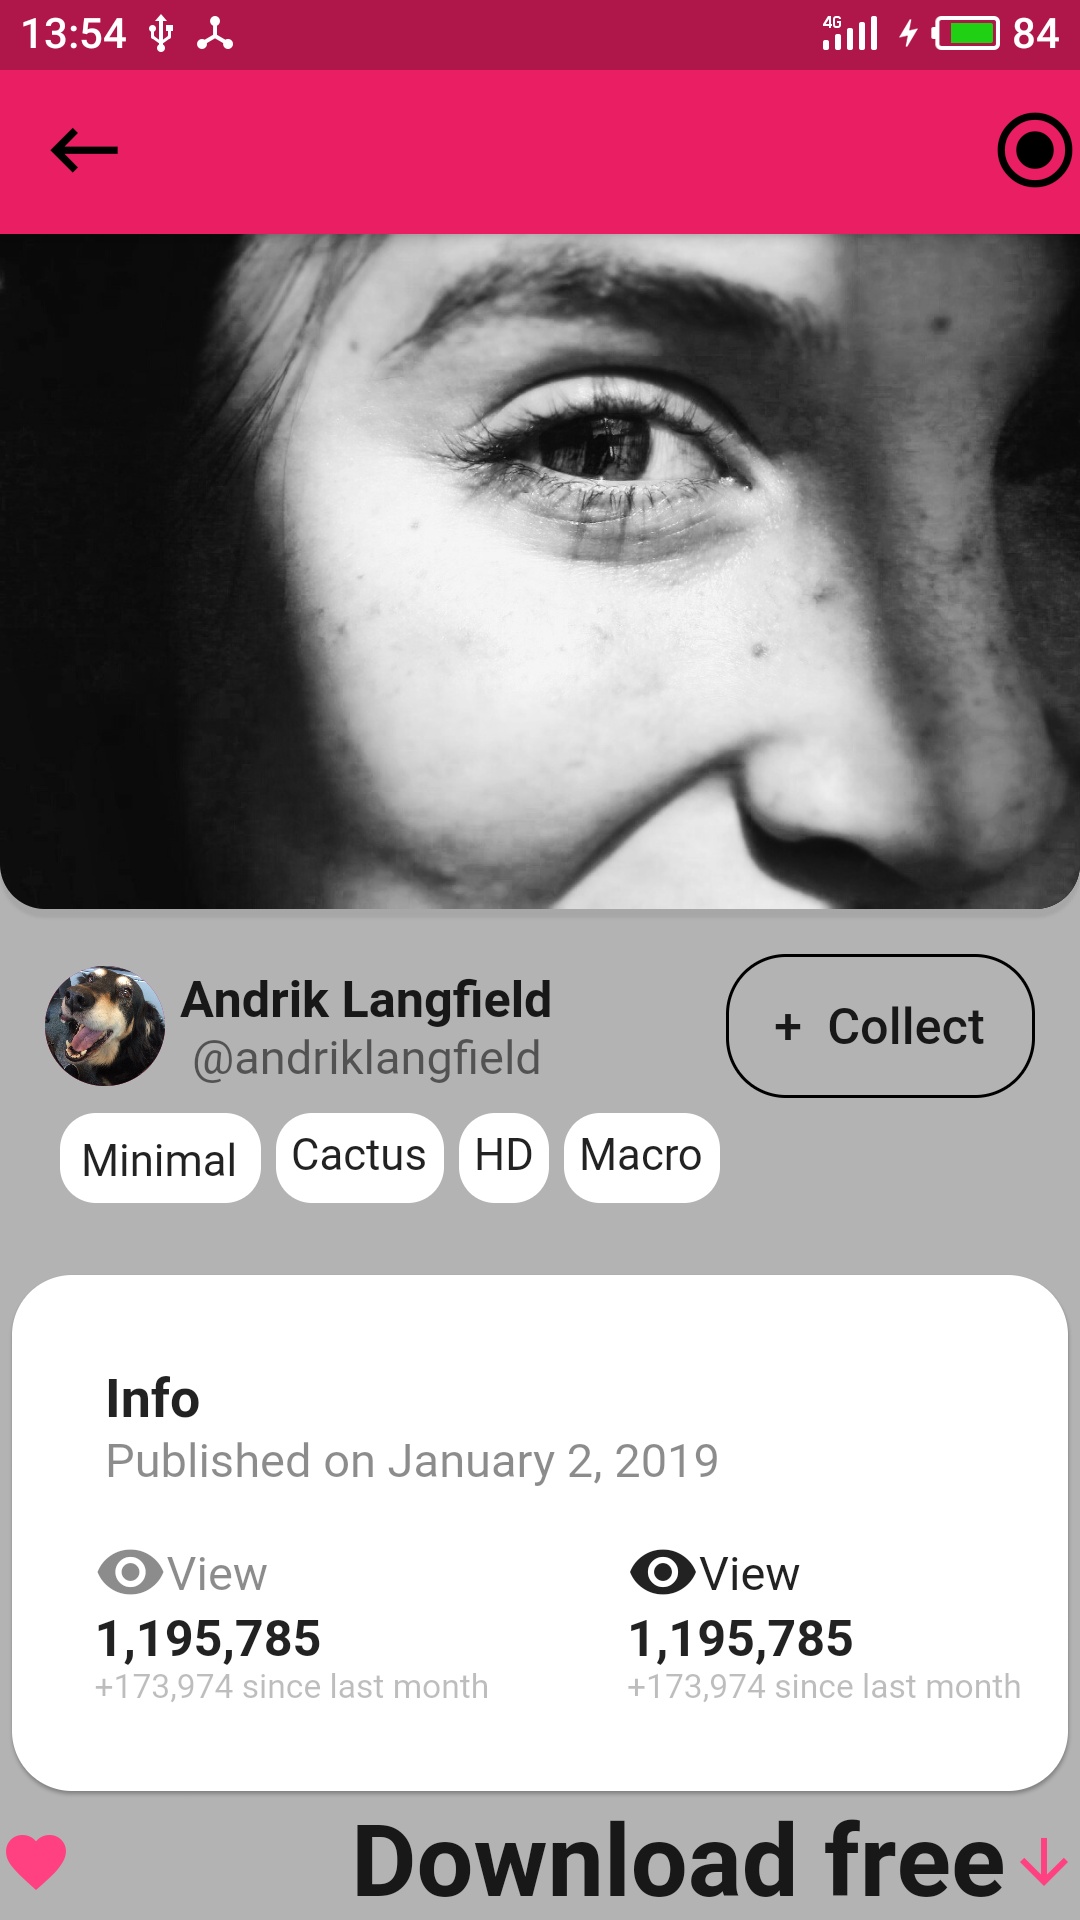 13:54 4G 84
Andrik Langfield
@andriklangfield
+ Collect
Minimal Cactus HD Macro
Info
Published on January 2, 2019
View View
1,195,785 1,195,785
+173,974 since last month +173,974 since last month
Download free